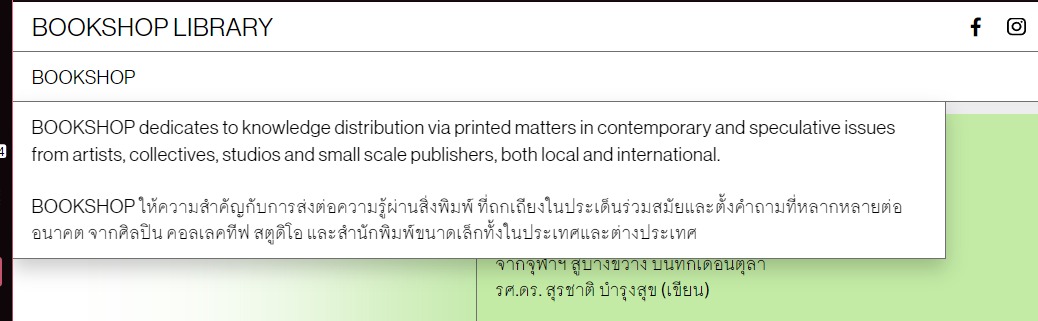 BOOKSHOP LIBRARY
BOOKSHOP
BOOKSHOP dedicates to knowledge distribution via printed matters in contemporary and speculative issues
from artists, collectives, studios and small scale publishers, both local and international.
BOOKSHOP ให้ความสำคัญกับการส่งต่อความรู้ผ่านสิ่งพิมพ์ ที่ถกเถียงในประเด็นร่วมสมัยและตั้งคำถามที่หลากหลายต่อ
อนาคต จากศิลปิน คอลเลคทีฟ สตูดิโอ และสำนักพิมพ์ขนาดเล็กทั้งในประเทศและต่างประเทศ
จากจุฬาฯ สู่บางขวาง บันทึกเดือนตุลา
รศ.ดร. สุรชาติ บำรุงสุข (เขียน)
4